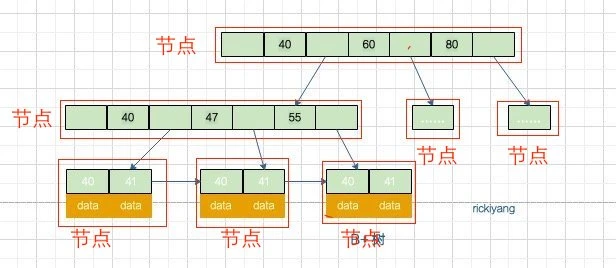 节点
40 60 80
节点
40 47 55
......
......
节点
节点
40 41
40 41
40 41
data data
data data
data data
rickiyang
节点
节点
节点
B+树